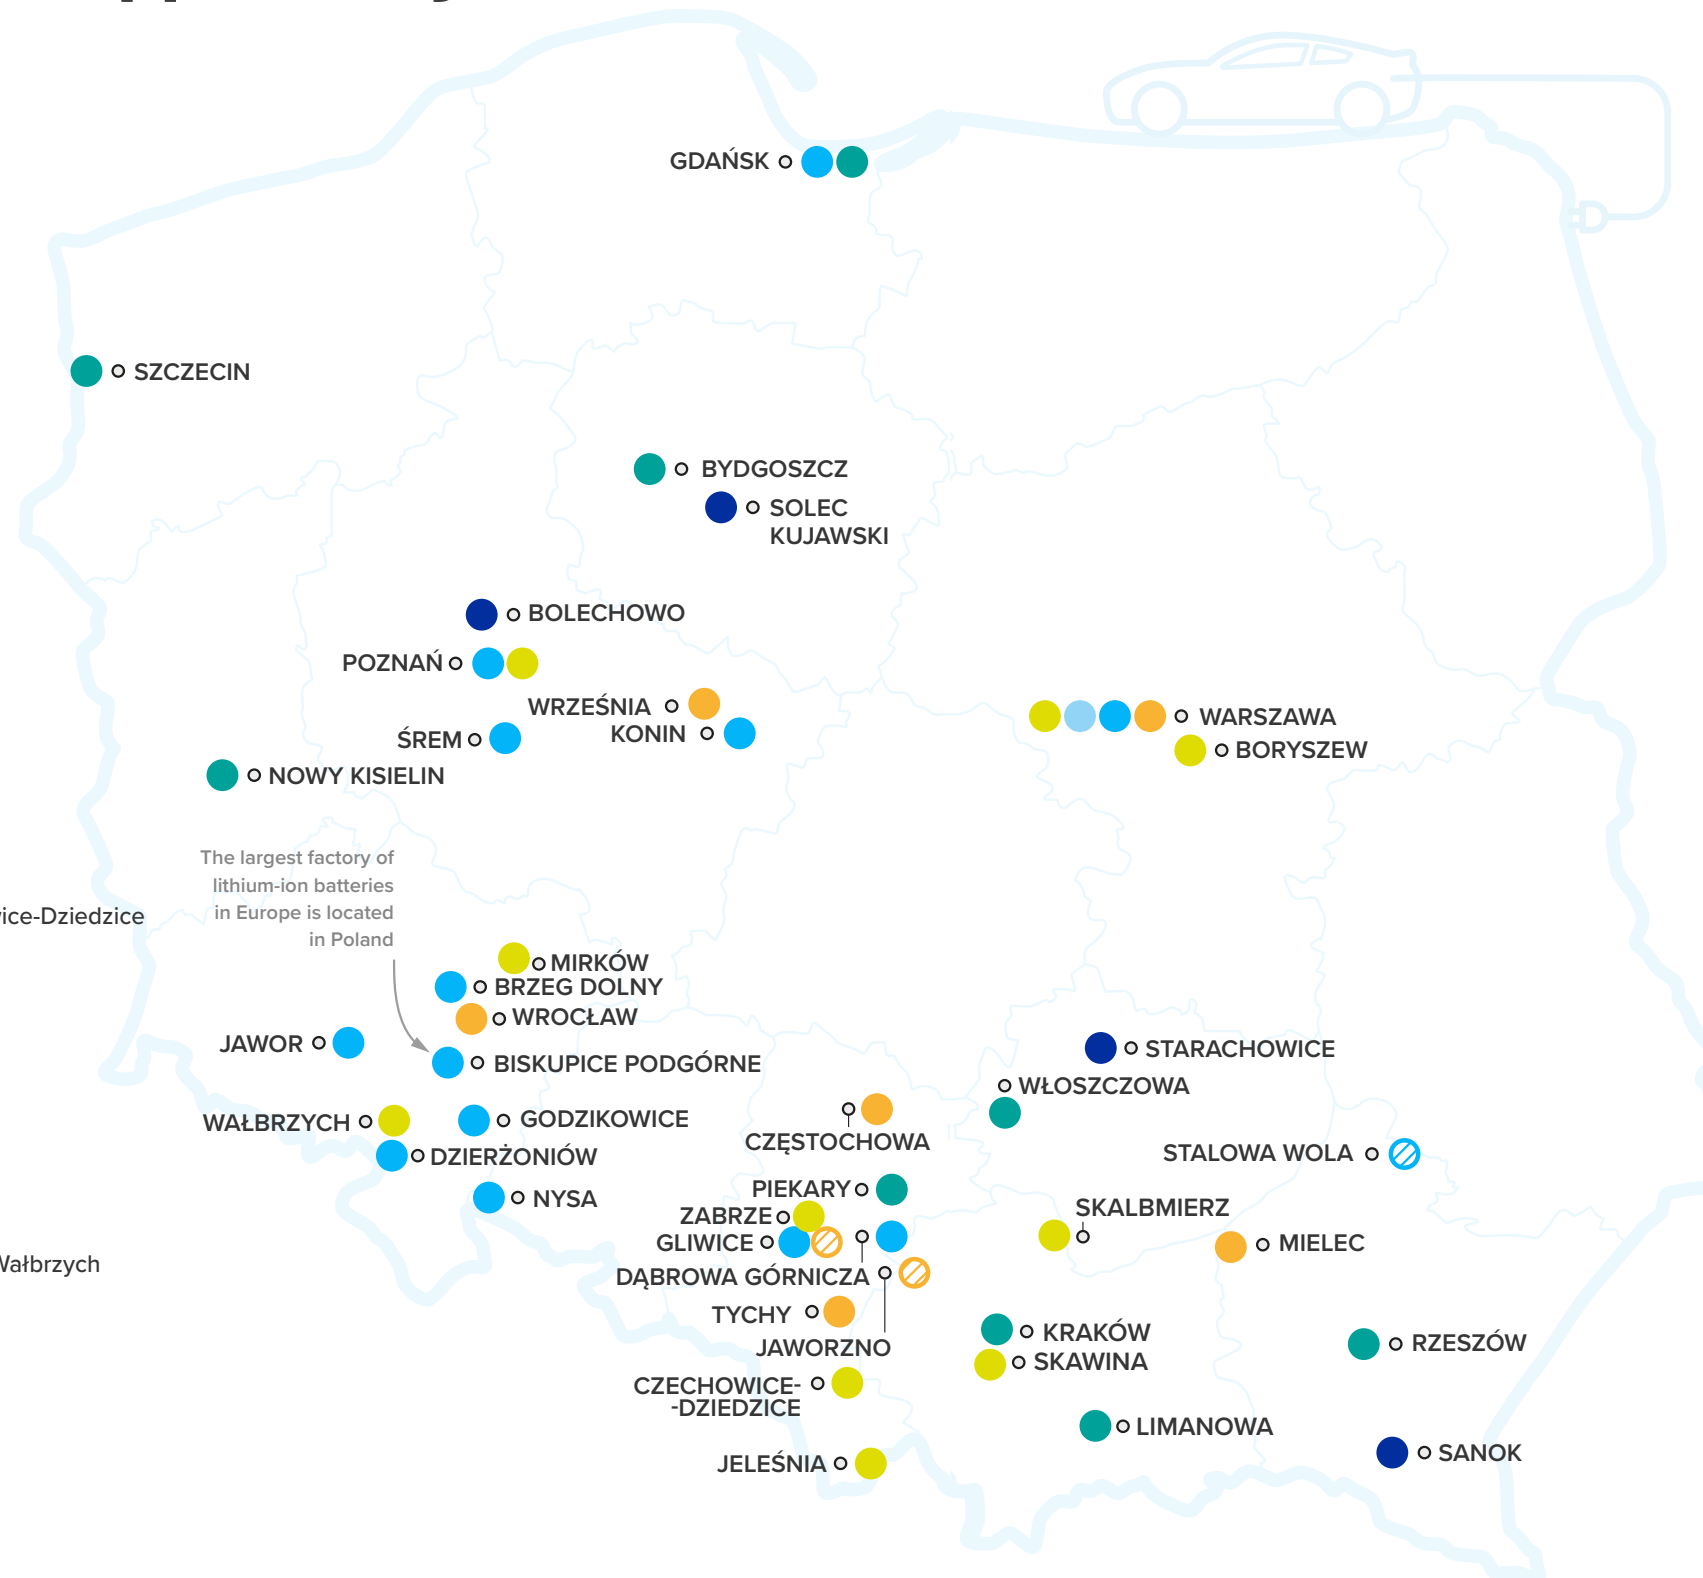 GDAŃSK
SZCZECIN
BYDGOSZCZ
SOLEC
KUJAWSKI
BOLECHOWO
POZNAŃ
WRZEŚNIA
KONIN
ŚREM
WARSZAWA
BORYSZEW
NOWY KISIELIN
The largest factory of
lithium-ion batteries
in Europe is located
in Poland
ice-Dziedzice
MIRKÓW
BRZEG DOLNY
WROCŁAW
JAWOR
BISKUPICE PODGÓRNE
STARACHOWICE
WŁOSZCZOWA
WAŁBRZYCH
GODZIKOWICE
CZĘSTOCHOWA
DZIERŻONIÓW
STALOWA WOLA
NYSA
PIEKARY
ZABRZE
GLIWICE
SKALBMIERZ
MIELEC
Wałbrzych
DĄBROWA GÓRNICZA
TYCHY
JAWORZNO
KRAKÓW
SKAWINA
RZESZÓW
CZECHOWICE-
-DZIEDZICE
LIMANOWA
JELEŚNIA
SANOK